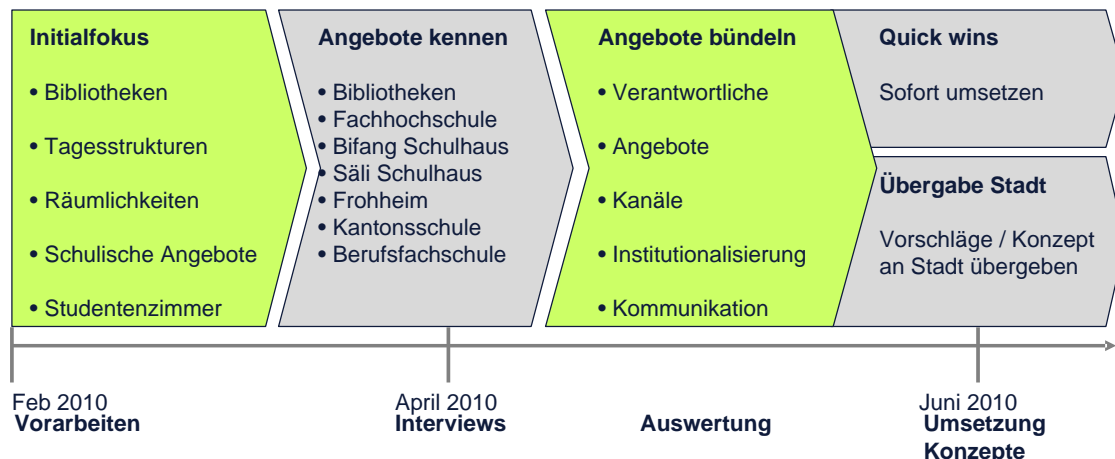 Initialfokus
• Bibliotheken
• Tagesstrukturen
• Räumlichkeiten
• Schulische Angebote
• Studentenzimmer
Angebote kennen
• Bibliotheken
• Fachhochschule
• Bifang Schulhaus
• Säli Schulhaus
• Frohheim
• Kantonsschule
• Berufsfachschule
Angebote bündeln
• Verantwortliche
• Angebote
• Kanäle
• Institutionalisierung
• Kommunikation
Quick wins
Sofort umsetzen
Übergabe Stadt
Vorschläge / Konzept
an Stadt übergeben
Feb 2010
Vorarbeiten
April 2010
Interviews
Auswertung
Juni 2010
Umsetzung
Konzepte